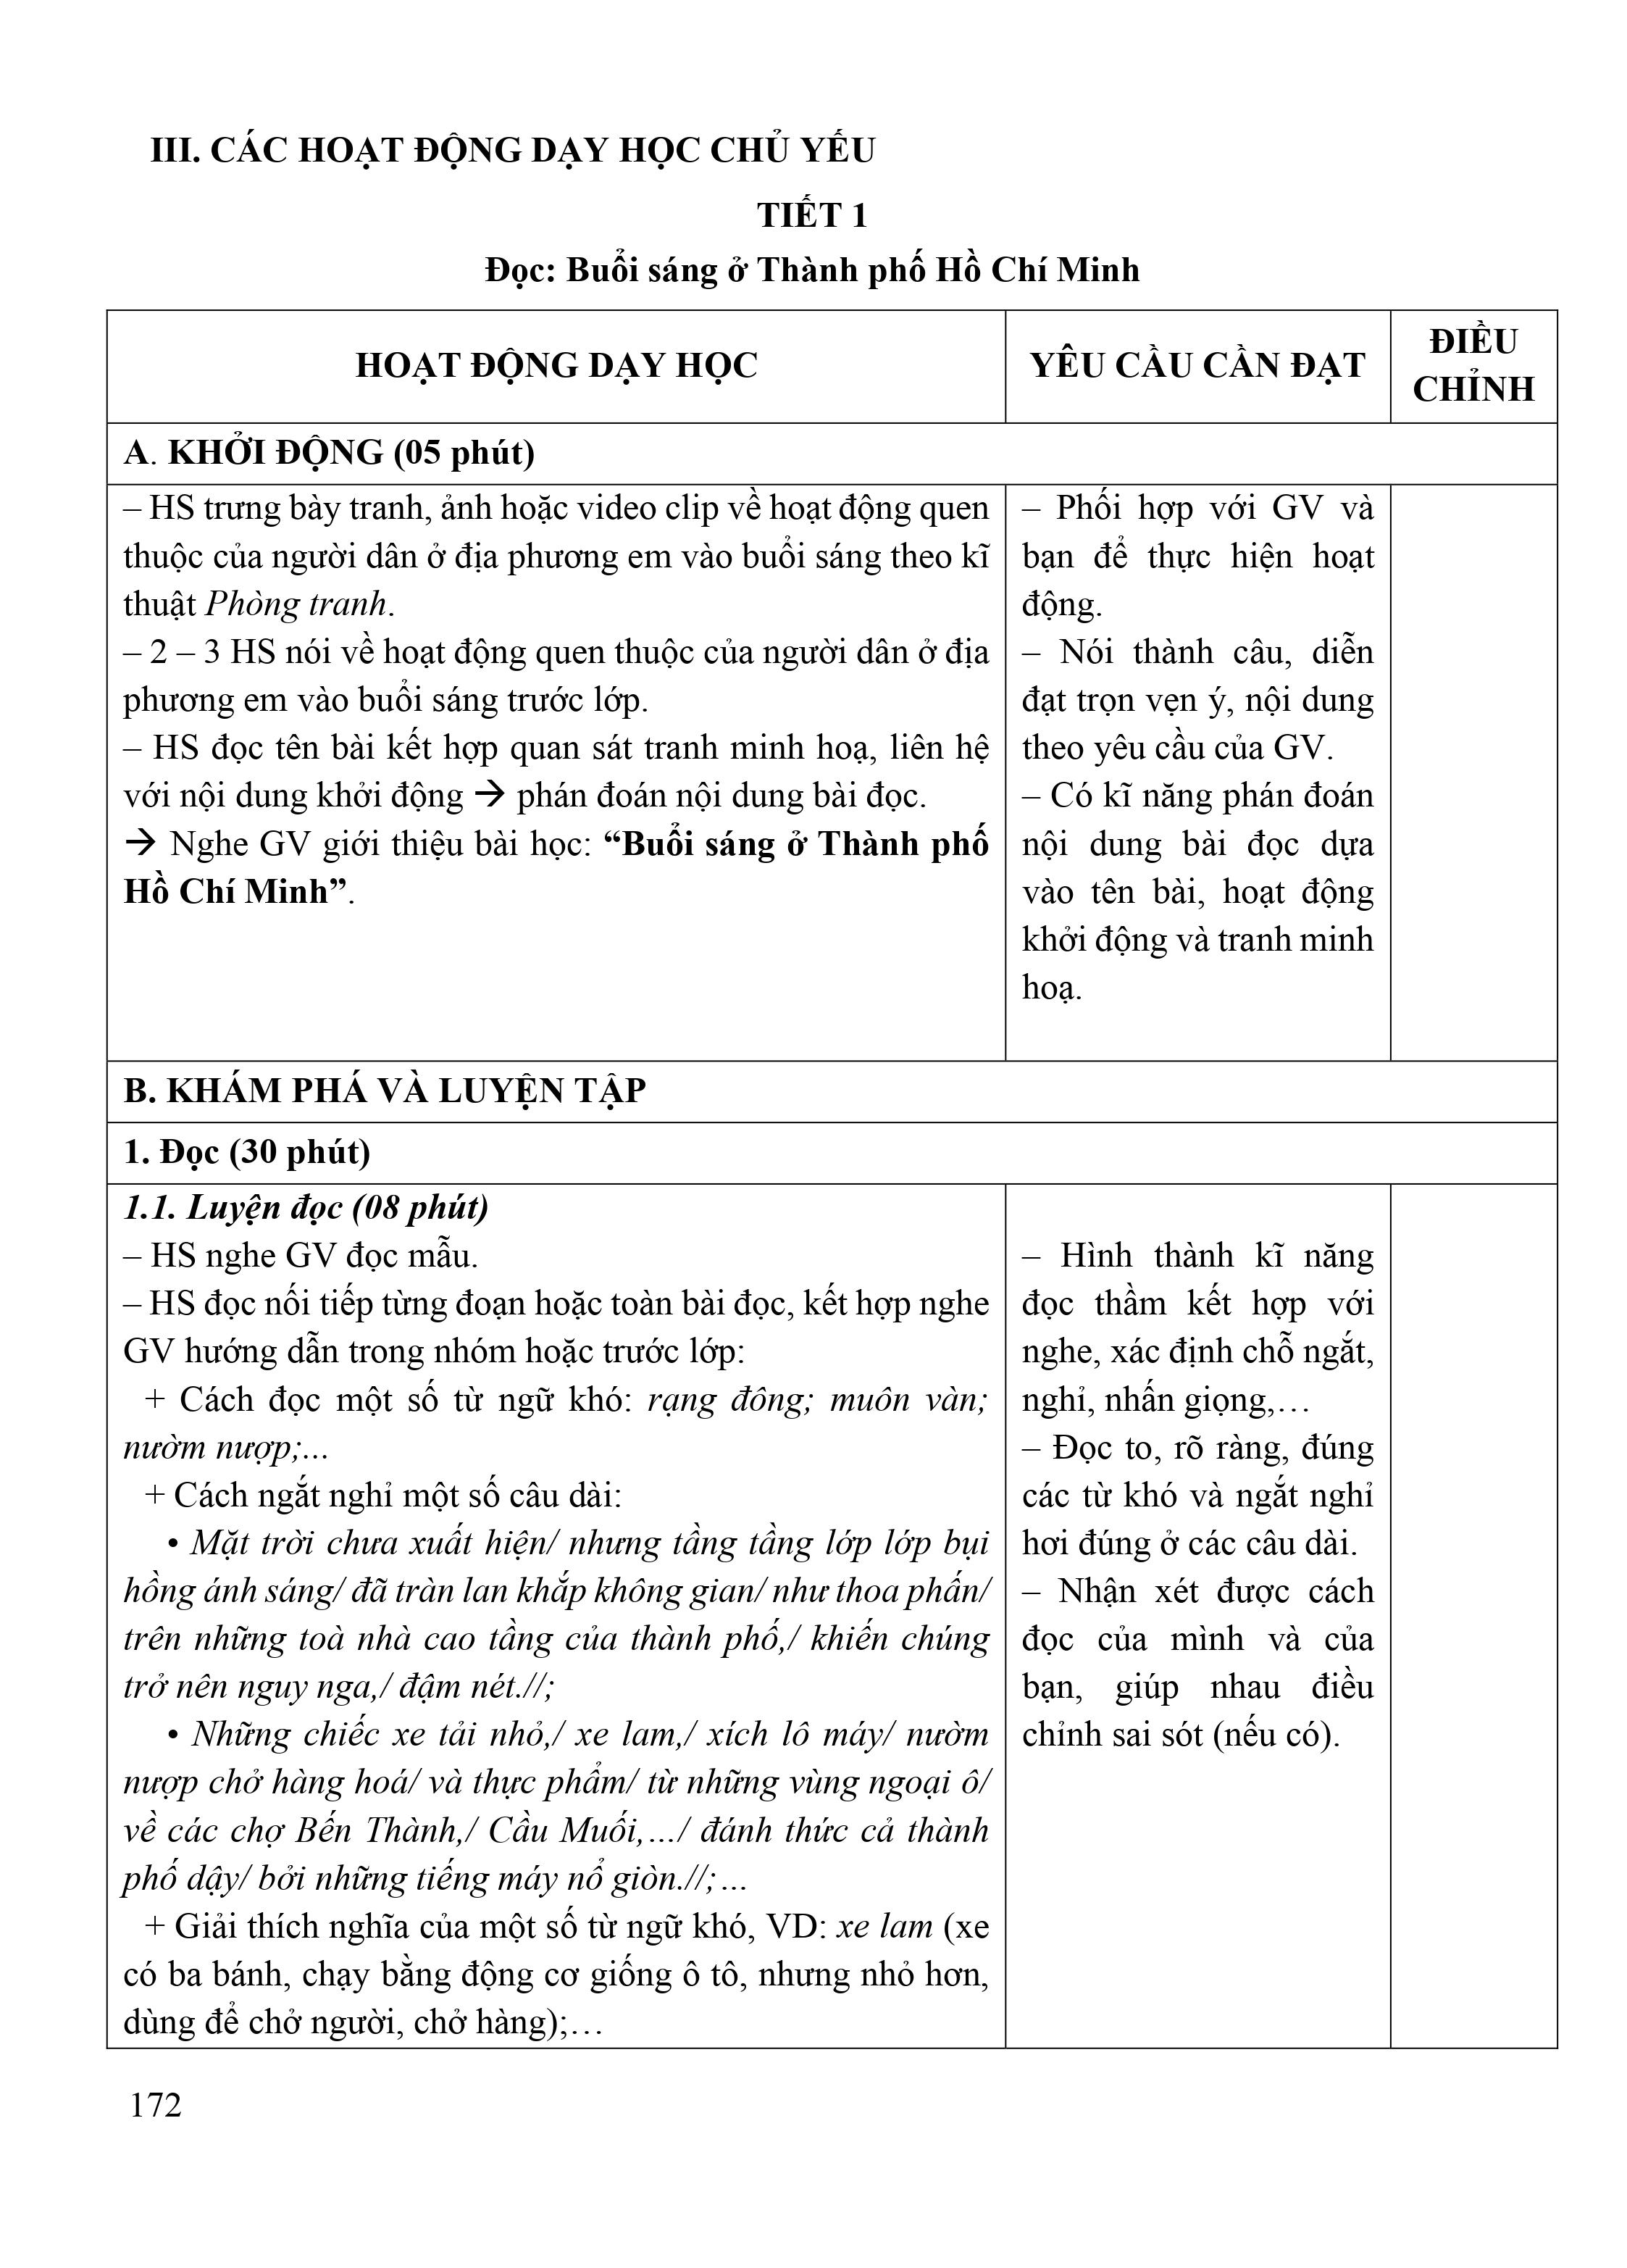 III. CÁC HOẠT ĐỘNG DẠY HỌC CHỦ YẾU
TIẾT 1
Đọc: Buổi sáng ở Thành phố Hồ Chí Minh
HOẠT ĐỘNG DẠY HỌC
YÊU CẦU CẦN ĐẠT
ĐIỀU
CHỈNH
A. KHỞI ĐỘNG (05 phút)
– HS trưng bày tranh, ảnh hoặc video clip về hoạt động quen
thuộc của người dân ở địa phương em vào buổi sáng theo kĩ
thuật Phòng tranh.
– 2 – 3 HS nói về hoạt động quen thuộc của người dân ở địa
phương em vào buổi sáng trước lớp.
– HS đọc tên bài kết hợp quan sát tranh minh hoạ, liên hệ
với nội dung khởi động → phán đoán nội dung bài đọc.
→ Nghe GV giới thiệu bài học: “Buổi sáng ở Thành phố
Hồ Chí Minh”.
– Phối hợp với GV và
bạn để thực hiện hoạt
động.
– Nói thành câu, diễn
đạt trọn vẹn ý, nội dung
theo yêu cầu của GV.
– Có kĩ năng phán đoán
nội dung bài đọc dựa
vào tên bài, hoạt động
khởi động và tranh minh
hoạ.
B. KHÁM PHÁ VÀ LUYỆN TẬP
1. Đọc (30 phút)
1.1. Luyện đọc (08 phút)
– HS nghe GV đọc mẫu.
– HS đọc nối tiếp từng đoạn hoặc toàn bài đọc, kết hợp nghe
GV hướng dẫn trong nhóm hoặc trước lớp:
+ Cách đọc một số từ ngữ khó: rạng đông; muôn vàn;
nườm nượp;...
+ Cách ngắt nghỉ một số câu dài:
• Mặt trời chưa xuất hiện/ nhưng tầng tầng lớp lớp bụi
hồng ánh sáng/ đã tràn lan khắp không gian/ như thoa phấn/
trên những toà nhà cao tầng của thành phố,/ khiến chúng
trở nên nguy nga,/ đậm nét.//;
• Những chiếc xe tải nhỏ,/ xe lam,/ xích lô máy/ nườm
nượp chở hàng hoá/ và thực phẩm/ từ những vùng ngoại ô/
về các chợ Bến Thành,/ Cầu Muối,…/ đánh thức cả thành
phố dậy/ bởi những tiếng máy nổ giòn.//;…
+ Giải thích nghĩa của một số từ ngữ khó, VD: xe lam (xe
có ba bánh, chạy bằng động cơ giống ô tô, nhưng nhỏ hơn,
dùng để chở người, chở hàng);…
– Hình thành kĩ năng
đọc thầm kết hợp với
nghe, xác định chỗ ngắt,
nghỉ, nhấn giọng,…
– Đọc to, rõ ràng, đúng
các từ khó và ngắt nghỉ
hơi đúng ở các câu dài.
– Nhận xét được cách
đọc của mình và của
bạn, giúp nhau điều
chỉnh sai sót (nếu có).
172